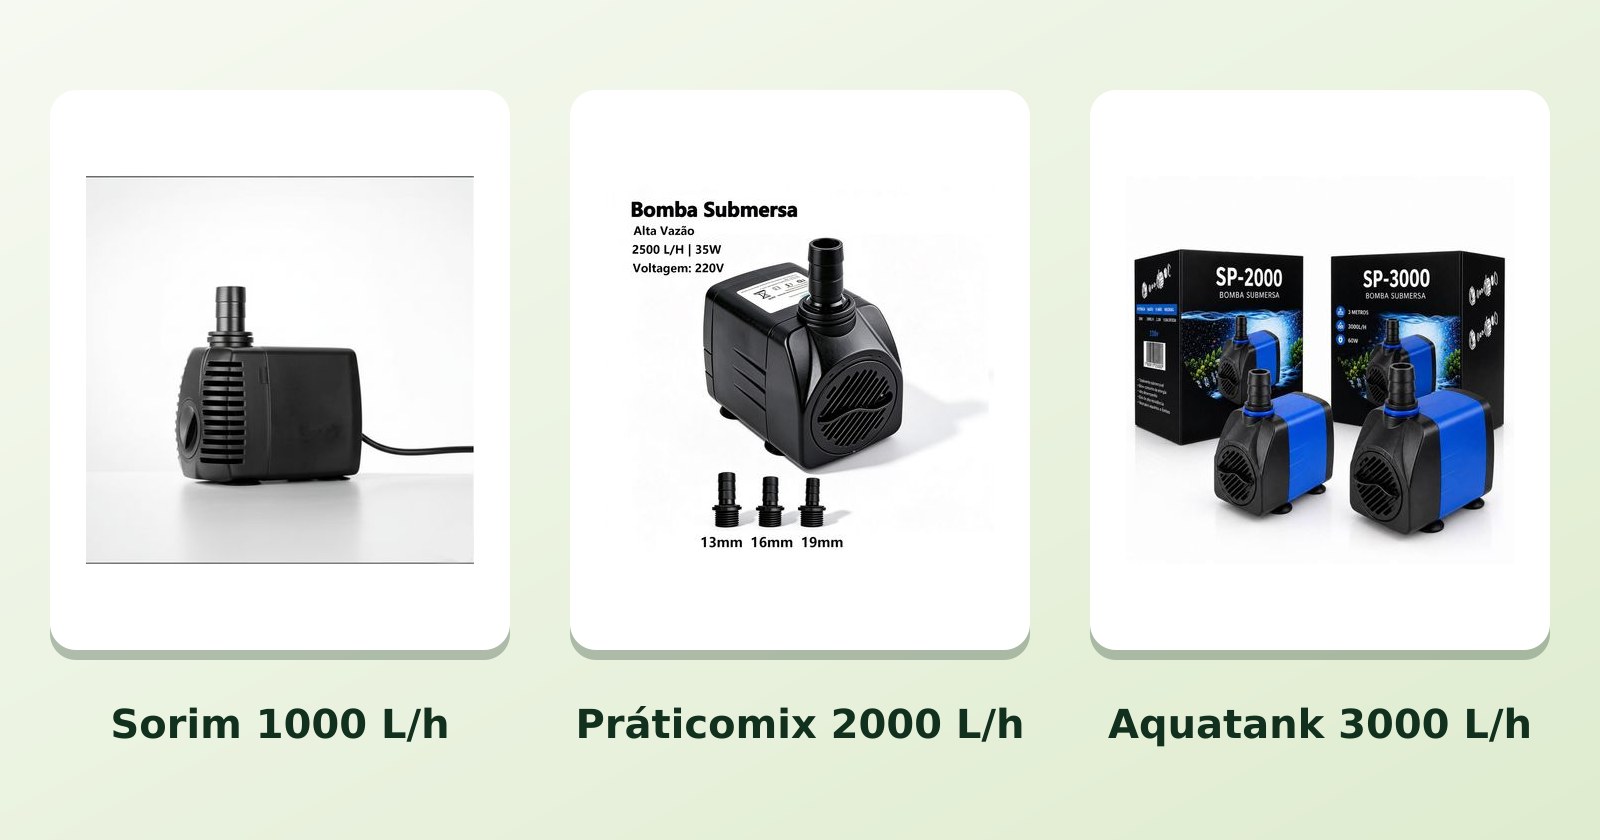 Bomba Submersa
Alta Vazão
2500 L/H | 35W
Voltagem: 220V
13mm 16mm 19mm
SP-2000
BOMBA SUBMERSA
SP-3000
BOMBA SUBMERSA
3 METROS
3000L/H
60W
Sorim 1000 L/h
Práticomix 2000 L/h
Aquatank 3000 L/h